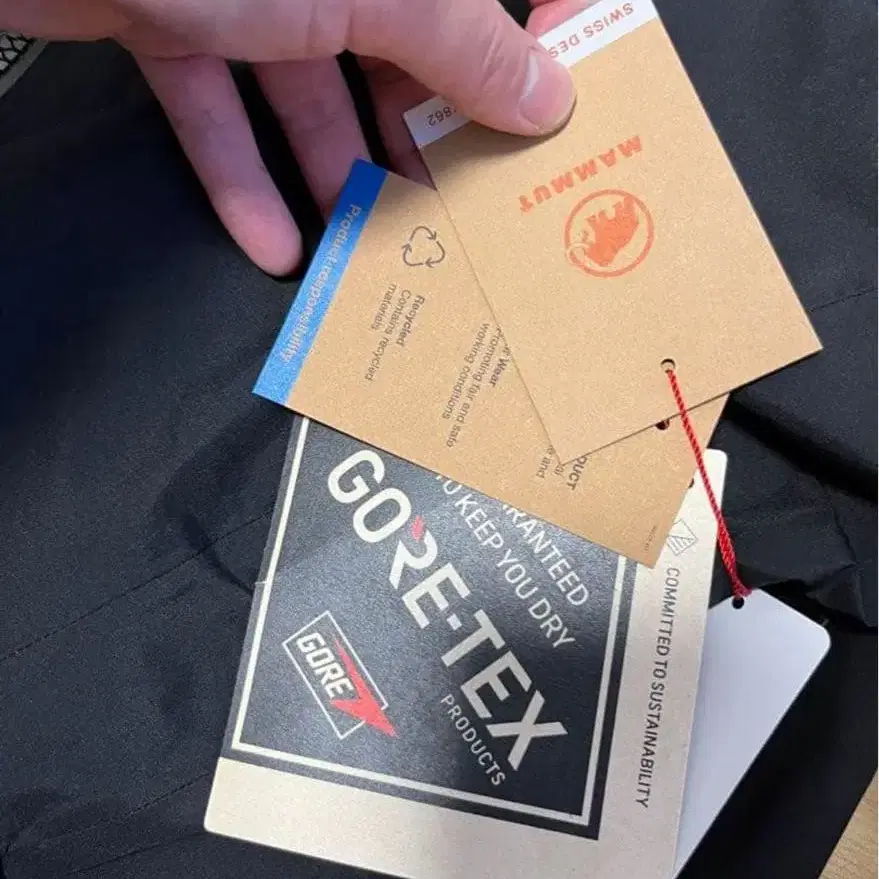 SWISS DES
862
MAMMUT
Product responsibility
Recycled
Contains recycled
materials
Wear
Promoting fair and safe
working conditions
and
GUARANTEED
TO KEEP YOU DRY
GORE-TEX
PRODUCTS
GORE
COMMITTED TO SUSTAINABILITY